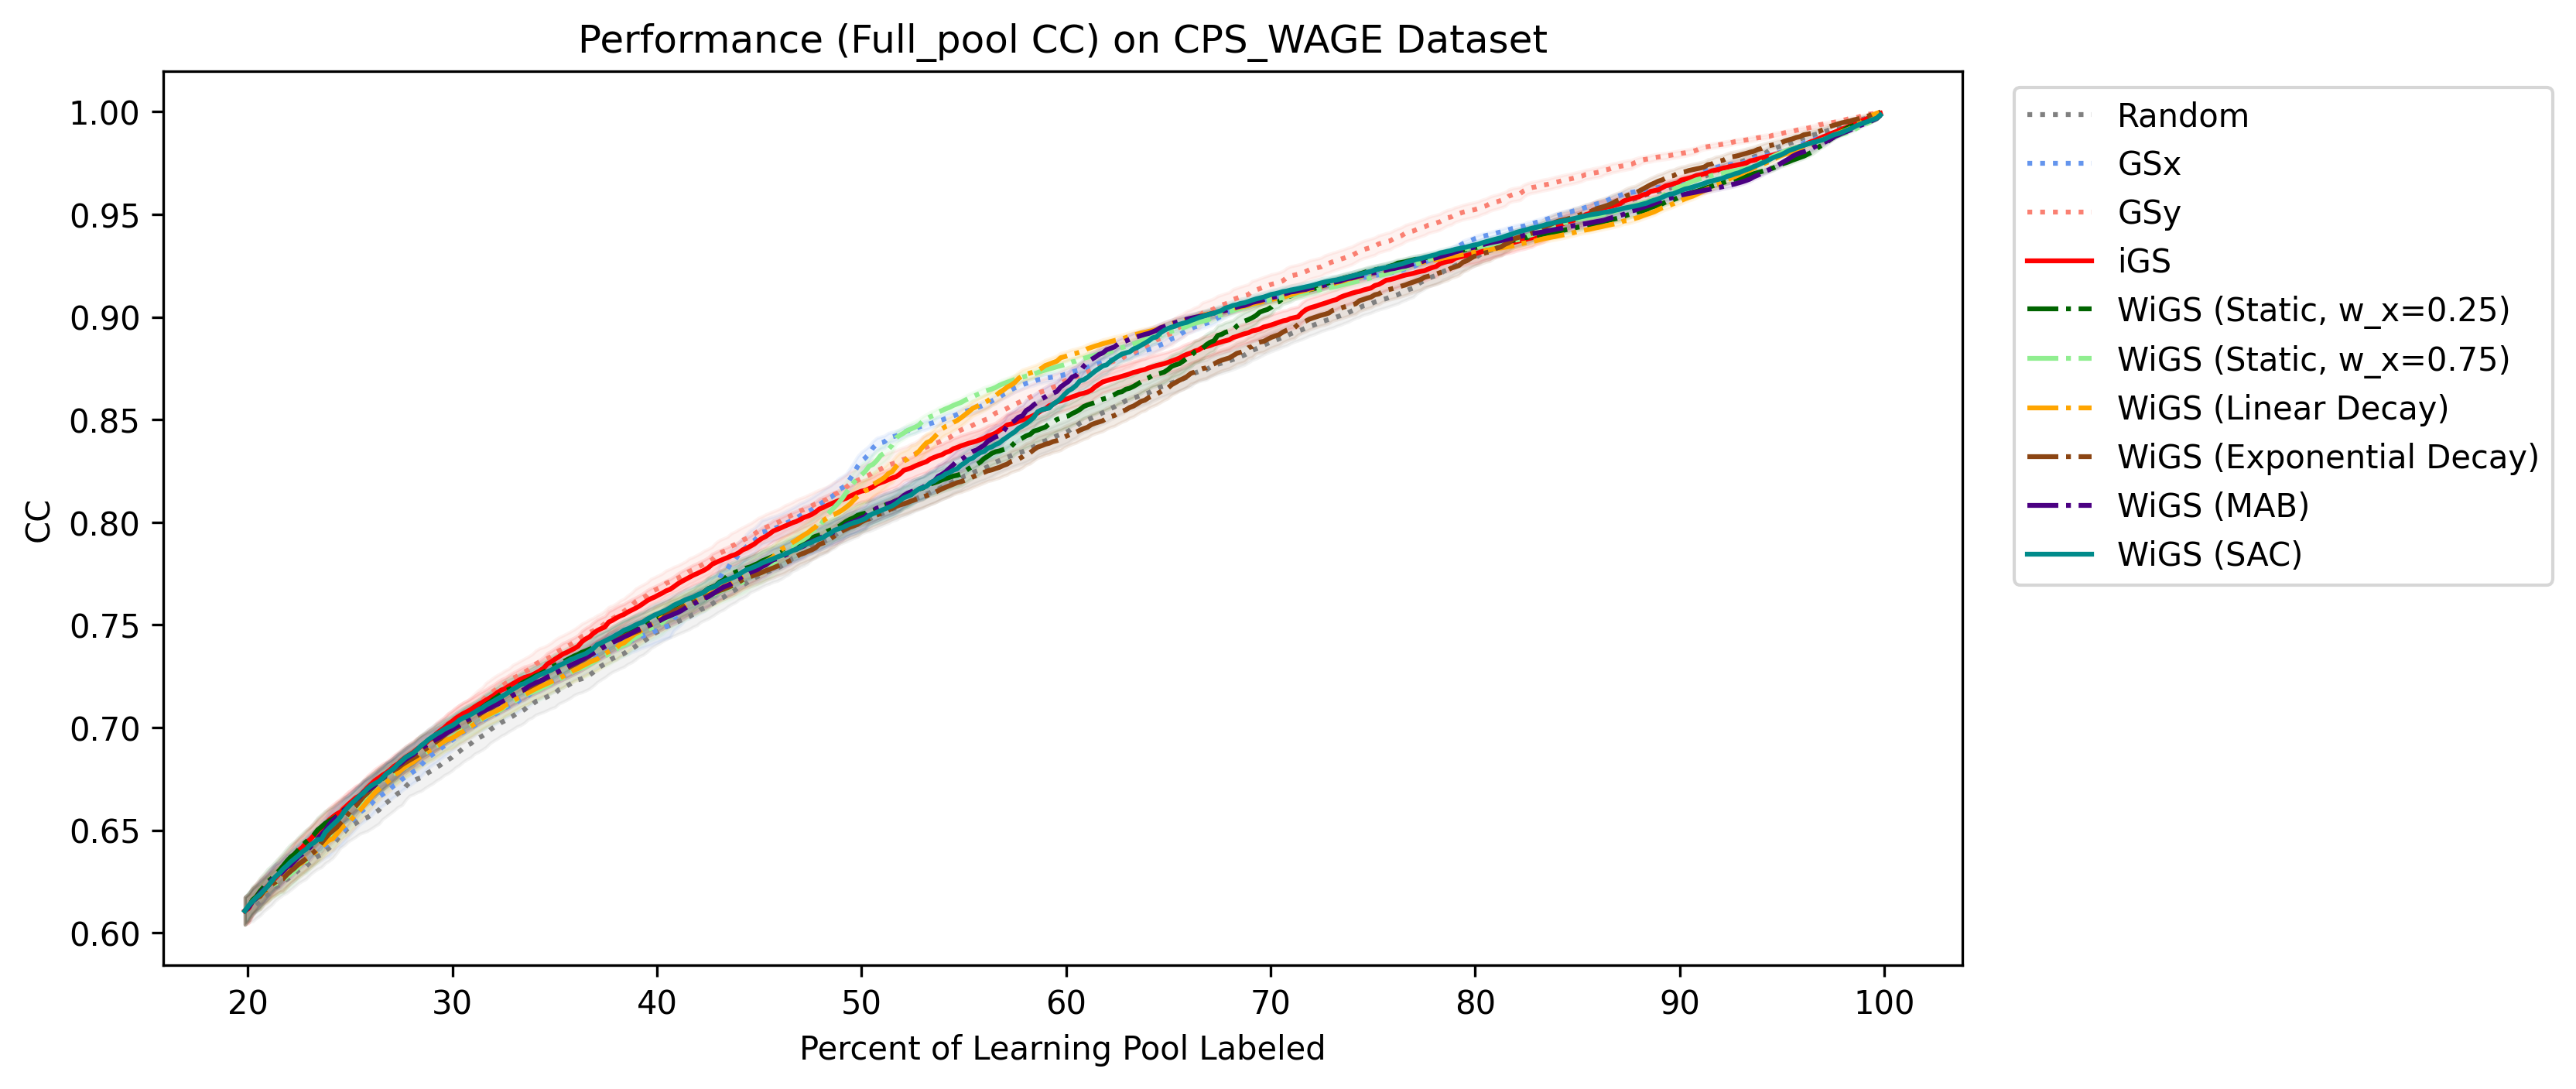 Performance (Full_pool CC) on CPS_WAGE Dataset
1.00
0.95
0.90
0.85
0.80
0.75
0.70
0.65
0.60
CC
20 30 40 50 60 70 80 90 100
Percent of Learning Pool Labeled
Random
GSx
GSy
iGS
WiGS (Static, w_x=0.25)
WiGS (Static, w_x=0.75)
WiGS (Linear Decay)
WiGS (Exponential Decay)
WiGS (MAB)
WiGS (SAC)